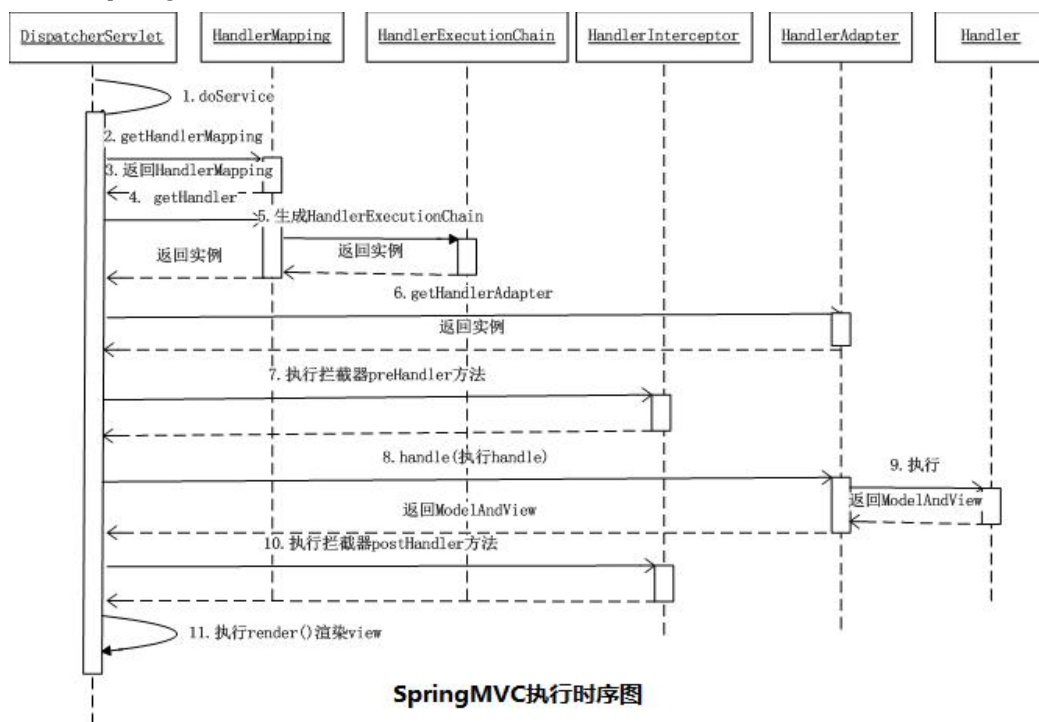 DispatcherServlet
HandlerMapping
HandlerExecutionChain
HandlerInterceptor
HandlerAdapter
Handler
1.doService
2.getHandlerMapping
3.返回HandlerMapping
4. getHandler
5.生成HandlerExecutionChain
返回实例
返回实例
6.getHandlerAdapter
返回实例
7.执行拦截器preHandler方法
8.handle(执行handle)
9.执行
返回ModelAndView
返回ModelAndView
10.执行拦截器postHandler方法
11.执行render()渲染view
SpringMVC执行时序图